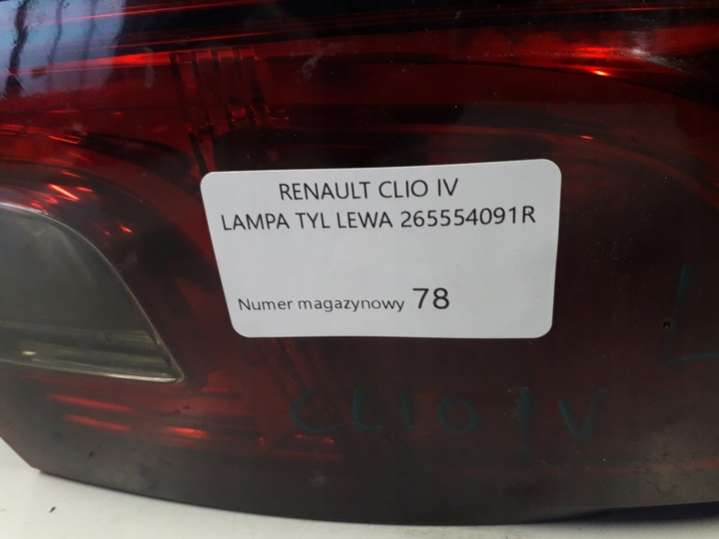 RENAULT CLIO IV
LAMPA TYL LEWA 265554091R
Numer magazynowy 78
L
CLIO IV